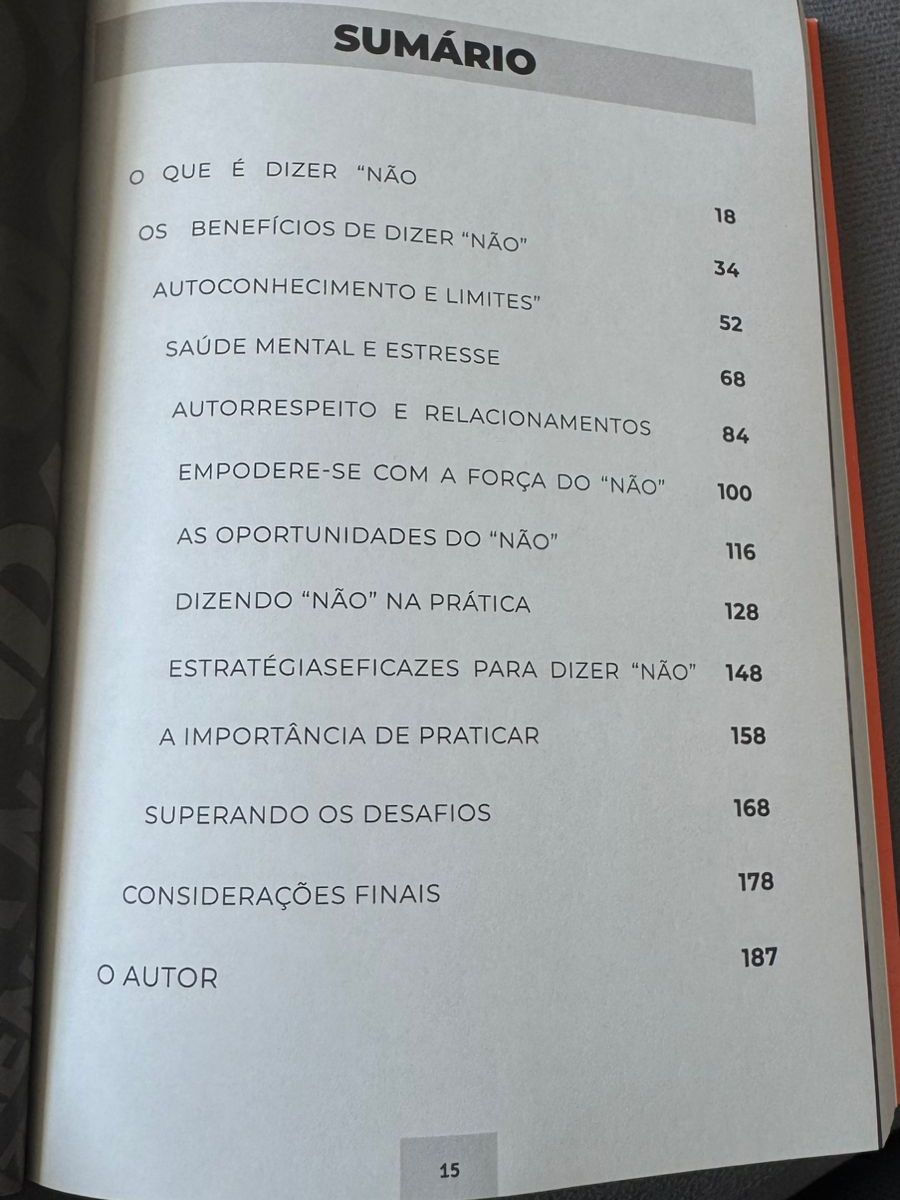 SUMÁRIO
O QUE É DIZER “NÃO 18
OS BENEFÍCIOS DE DIZER “NÃO” 34
AUTOCONHECIMENTO E LIMITES” 52
SAÚDE MENTAL E ESTRESSE 68
AUTORRESPEITO E RELACIONAMENTOS 84
EMPODERE-SE COM A FORÇA DO “NÃO” 100
AS OPORTUNIDADES DO “NÃO” 116
DIZENDO “NÃO” NA PRÁTICA 128
ESTRATÉGIASEFICAZES PARA DIZER “NÃO” 148
A IMPORTÂNCIA DE PRATICAR 158
SUPERANDO OS DESAFIOS 168
CONSIDERAÇÕES FINAIS 178
O AUTOR 187
15